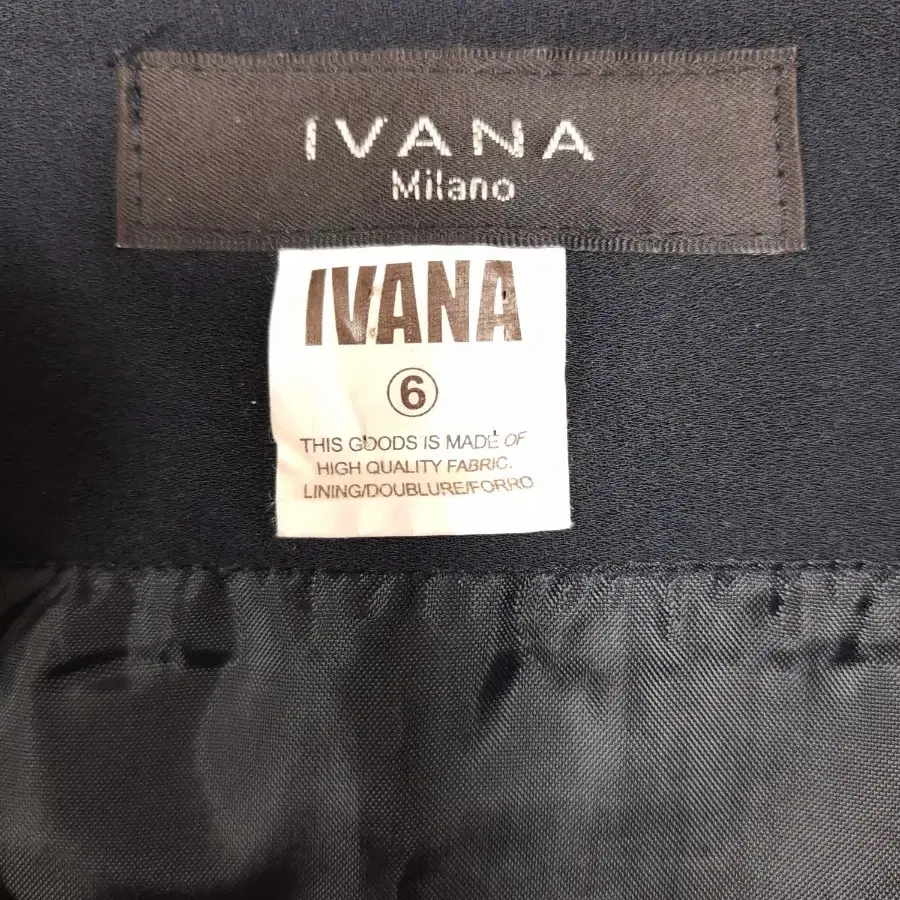 IVANA
Milano
IVANA
6
THIS GOODS IS MADE OF
HIGH QUALITY FABRIC.
LINING/DOUBLURE/FORRO